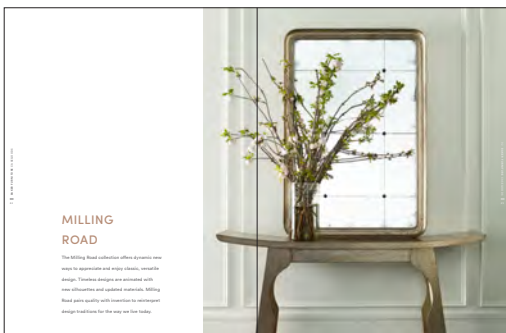 MILLING
ROAD
The Milling Road collection offers dynamic new
ways to appreciate and enjoy classic, versatile
design. Timeless designs are animated with
new silhouettes and updated materials. Milling
Road pairs quality with invention to reinterpret
design traditions for the way we live today.